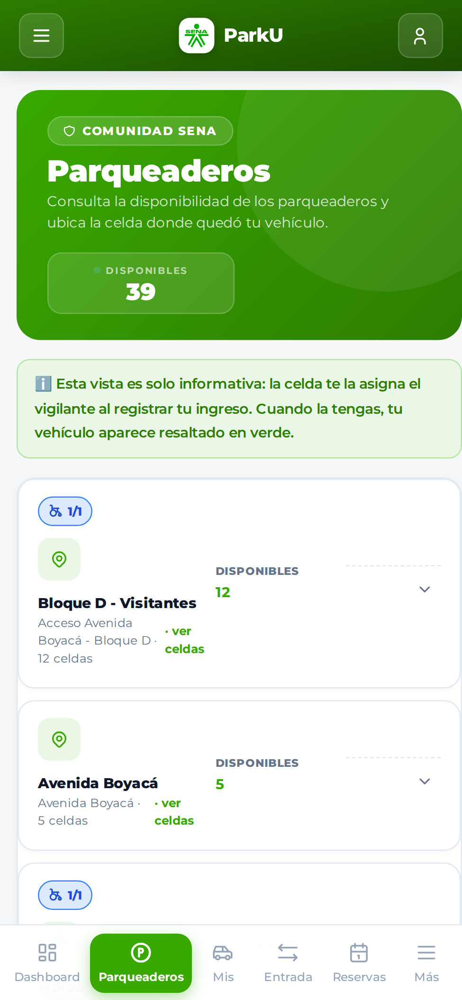 SENA
ParkU
COMUNIDAD SENA
Parqueaderos
Consulta la disponibilidad de los parqueaderos y
ubica la celda donde quedó tu vehículo.
DISPONIBLES
39
ℹ️ Esta vista es solo informativa: la celda te la asigna el
vigilante al registrar tu ingreso. Cuando la tengas, tu
vehículo aparece resaltado en verde.
1/1
Bloque D - Visitantes
Acceso Avenida
Boyacá - Bloque D ·
12 celdas
· ver
celdas
DISPONIBLES
12
Avenida Boyacá
Avenida Boyacá ·
5 celdas
· ver
celdas
DISPONIBLES
5
1/1
Motos
Dashboard
Parqueaderos
Mis
Entrada
1
Reservas
Más